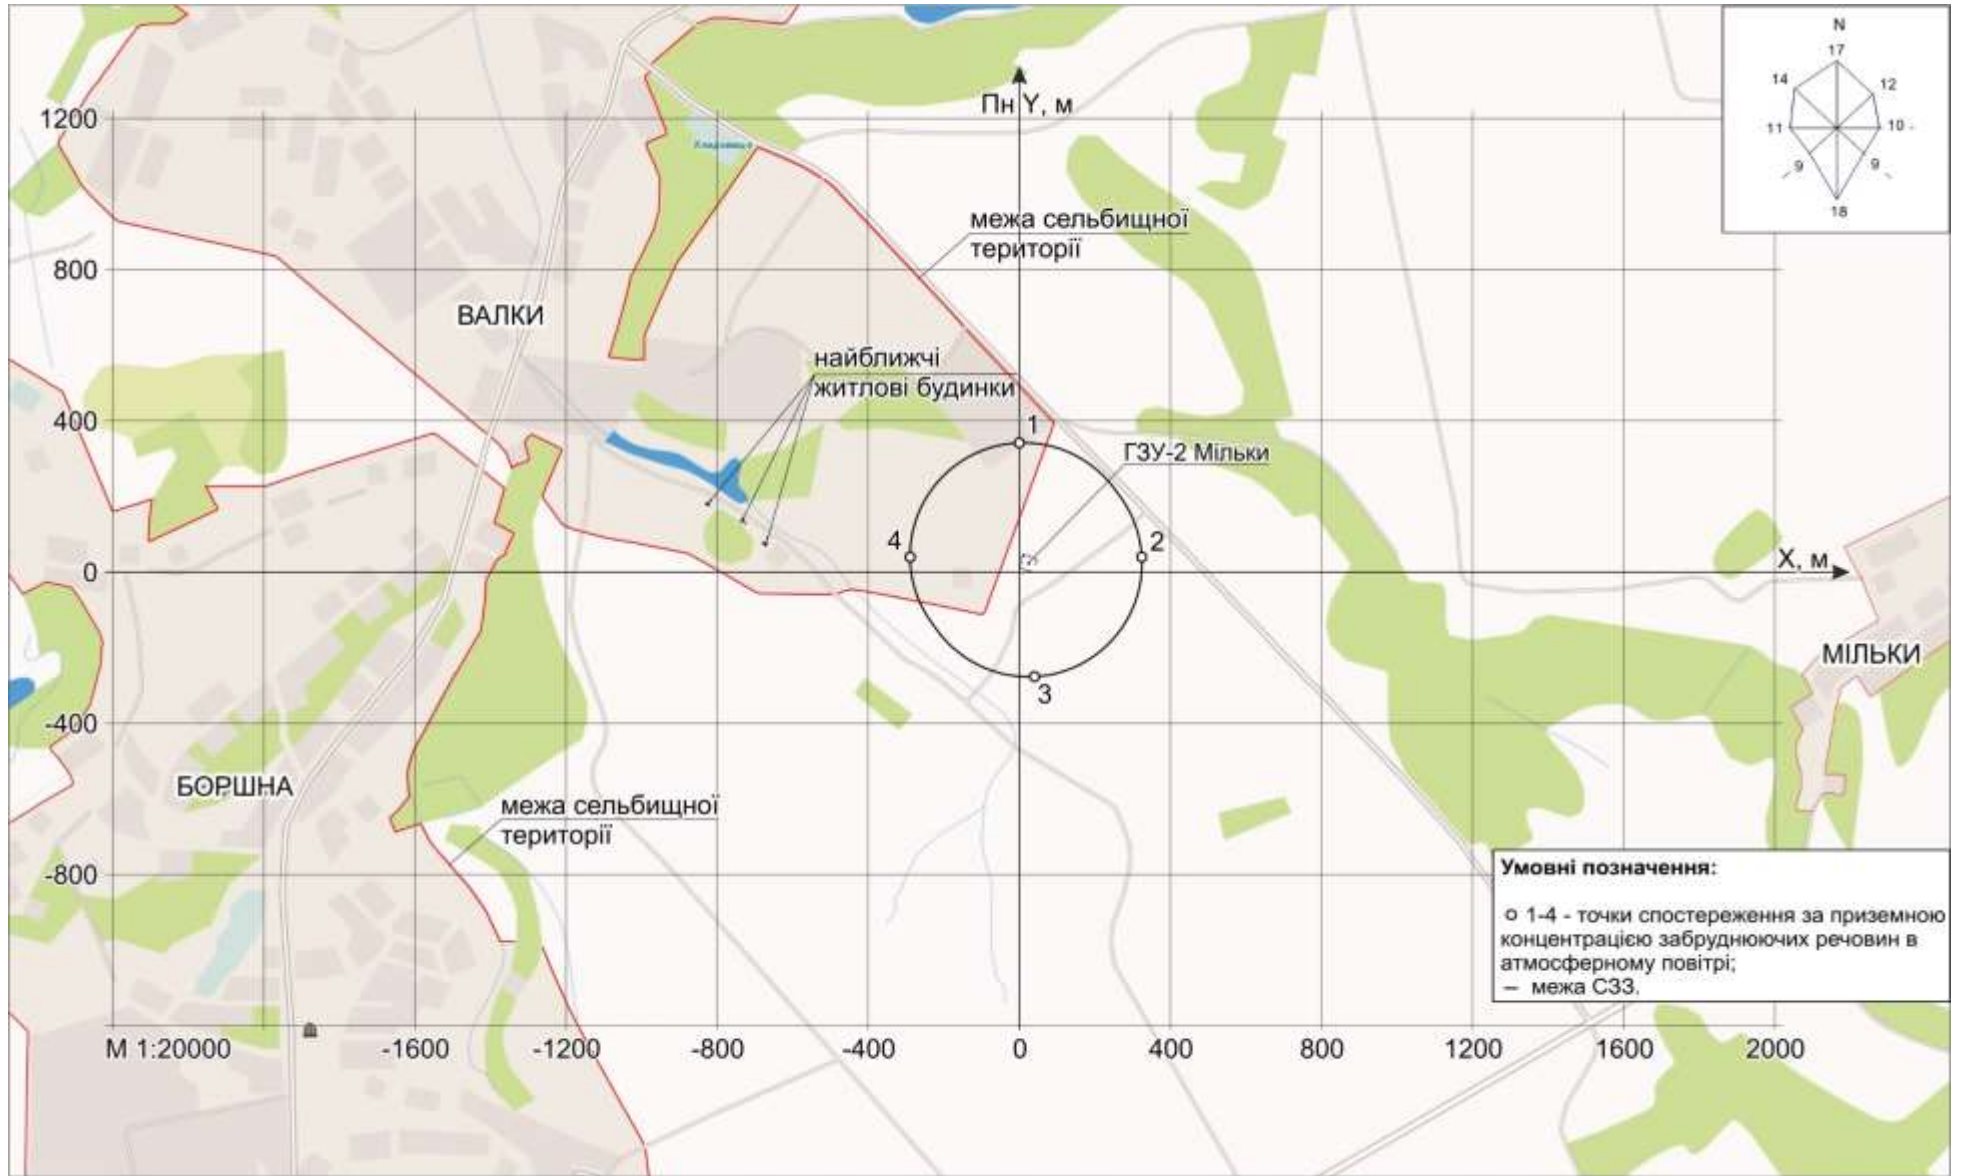 N
17
14
12
11
10
9
9
18
Пн Y, м
1200
800
400
0
-400
-800
Кладовище
межа сельбищної
території
ВАЛКИ
найближчі
житлові будинки
1
ГЗУ-2 Мільки
4
2
X, м
3
МІЛЬКИ
БОРШНА
межа сельбищної
території
Умовні позначення:
1-4 - точки спостереження за приземною
концентрацією забруднюючих речовин в
атмосферному повітрі;
– межа СЗЗ.
М 1:20000
-1600
-1200
-800
-400
0
400
800
1200
1600
2000